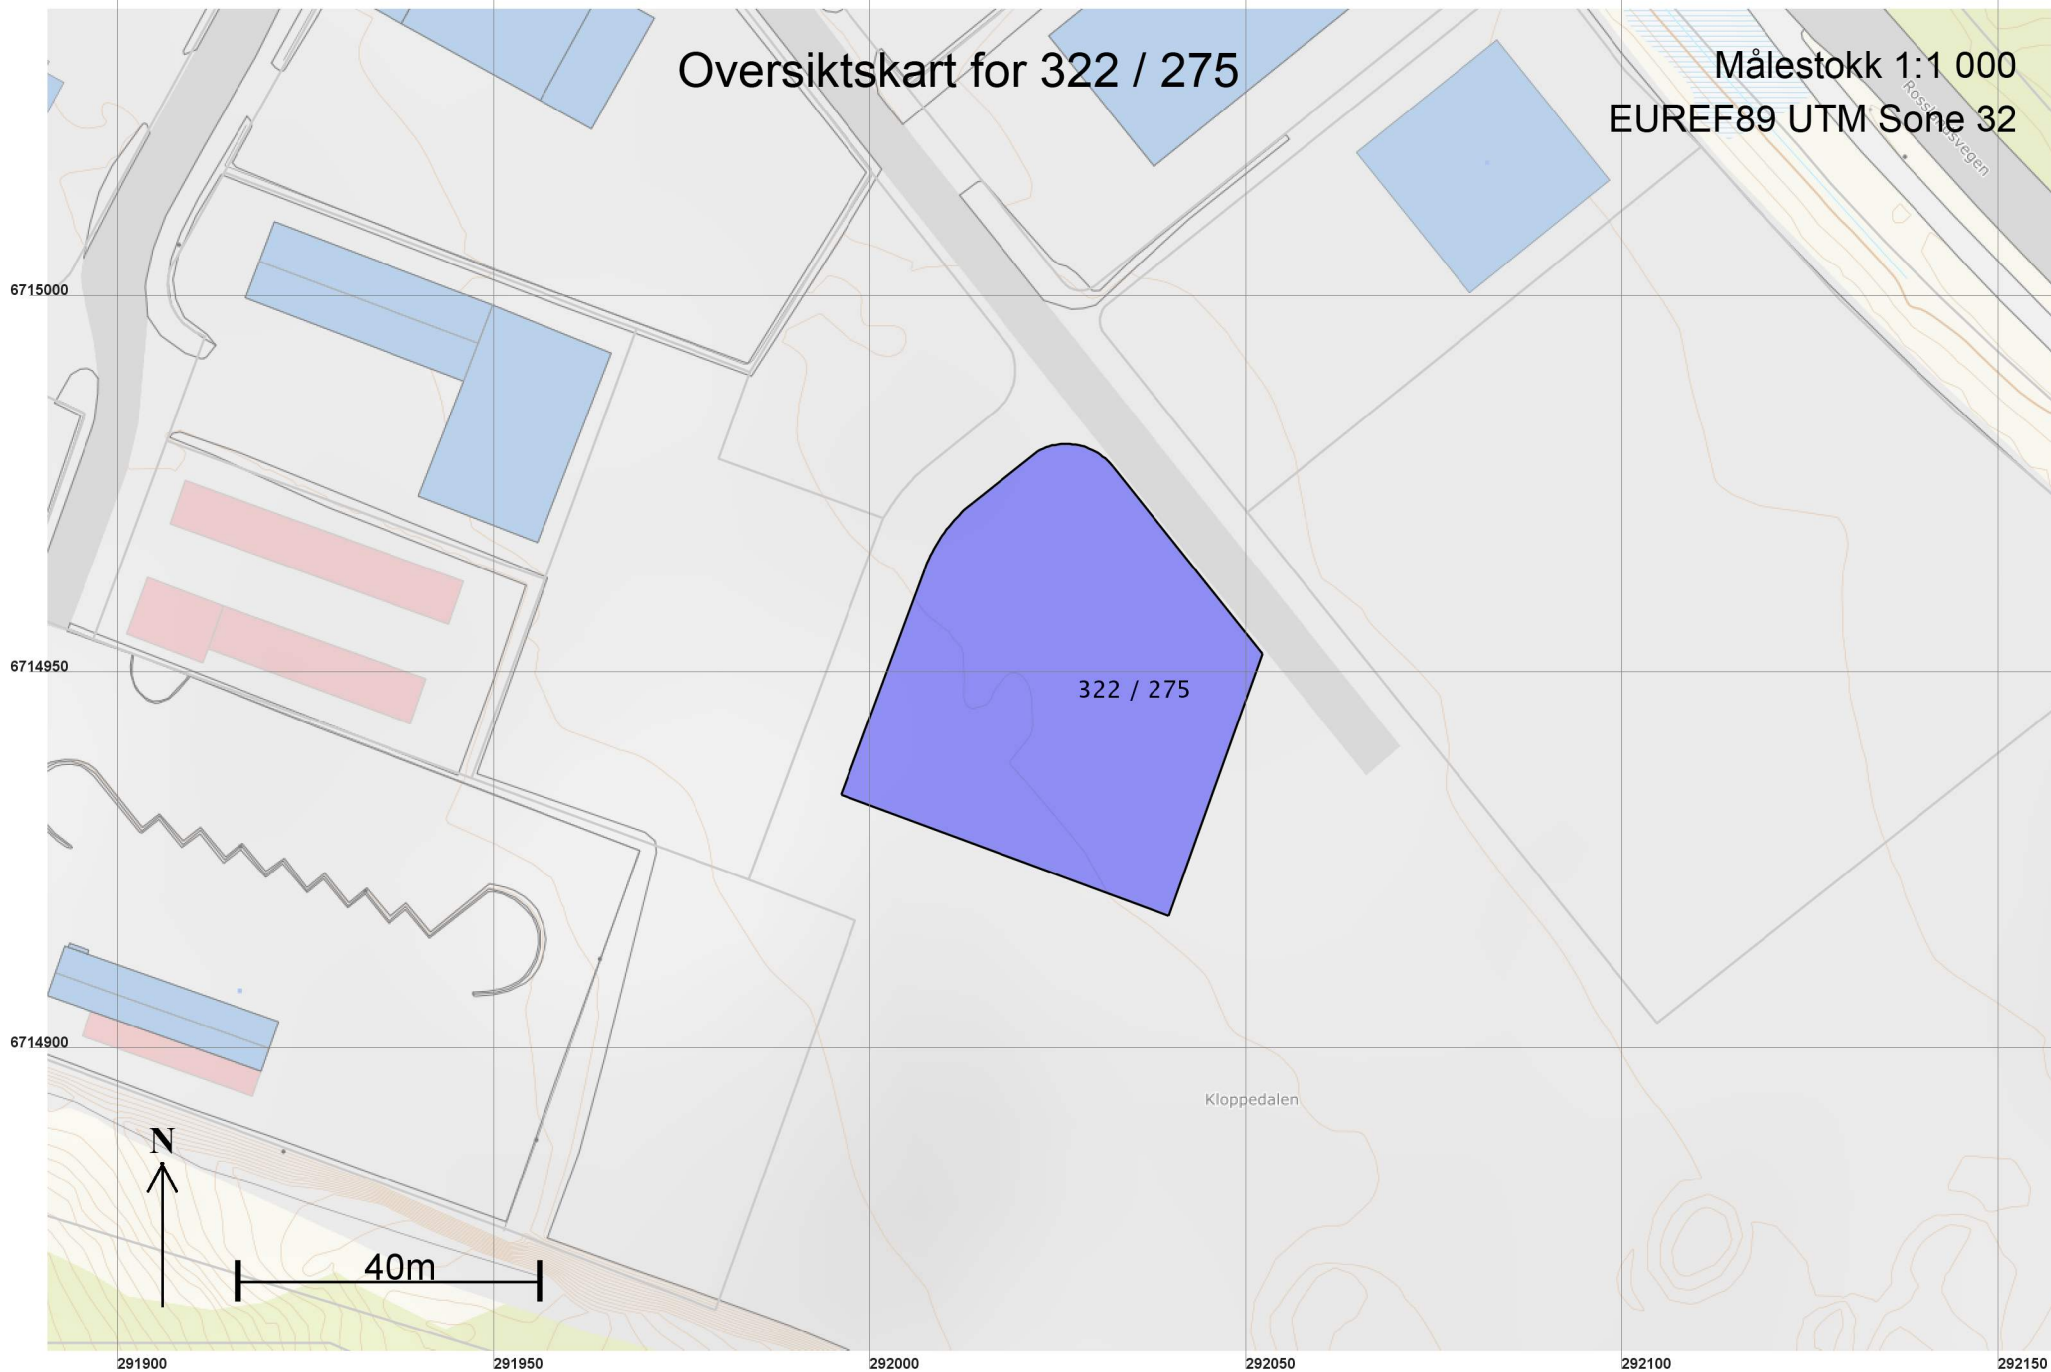 Oversiktskart for 322 / 275
Målestokk 1:1 000
EUREF89 UTM Sone 32
Rosslandsvegen
6715000
6714950
322 / 275
6714900
Kloppedalen
N
40m
291900
291950
292000
292050
292100
292150